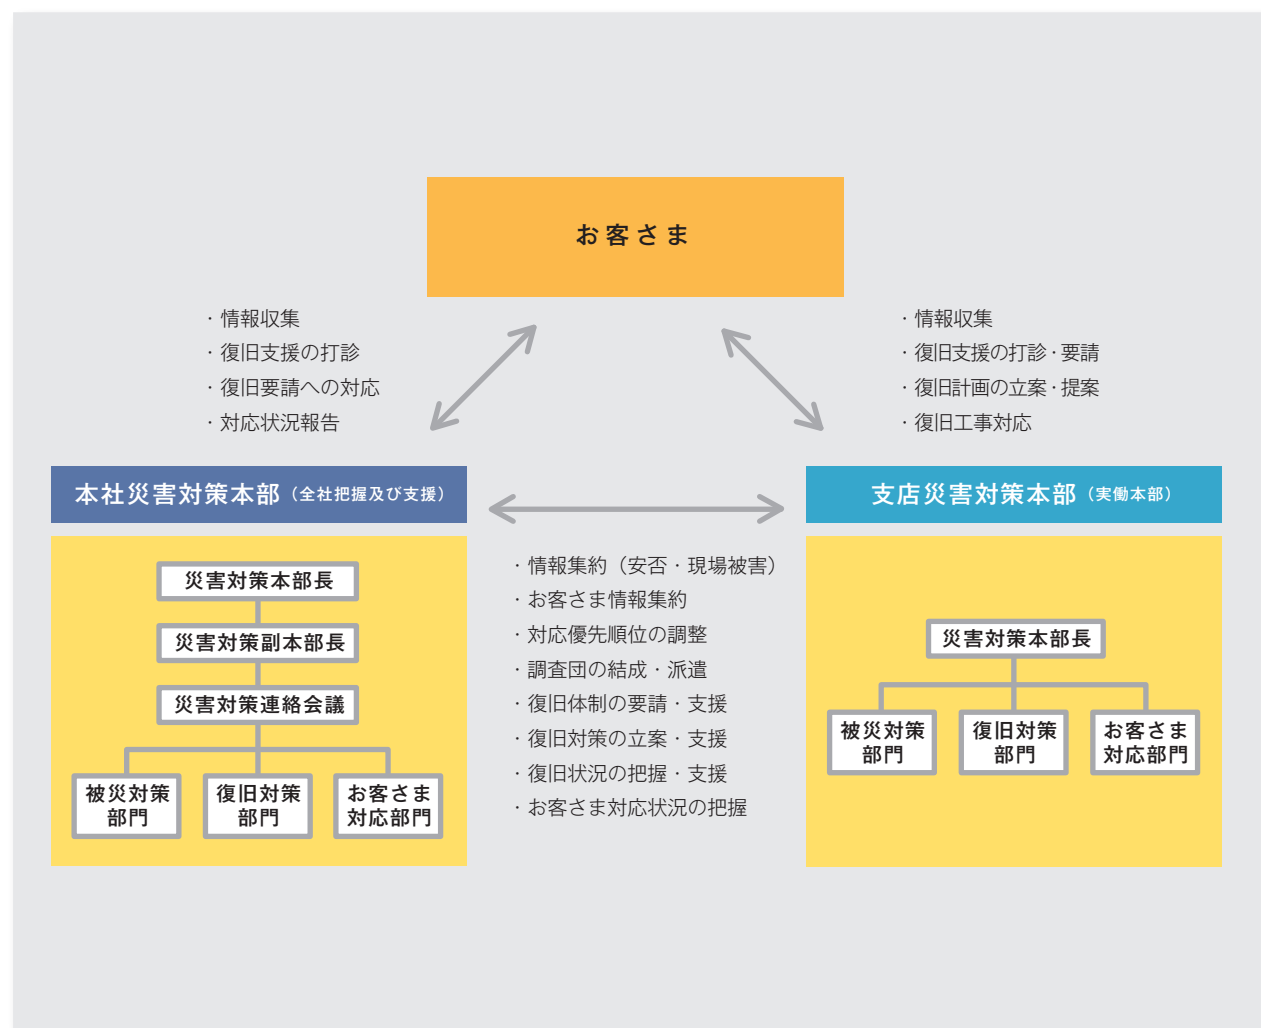 お客さま
・情報収集
・復旧支援の打診
・復旧要請への対応
・対応状況報告
・情報収集
・復旧支援の打診・要請
・復旧計画の立案・提案
・復旧工事対応
本社災害対策本部（全社把握及び支援）
支店災害対策本部（実働本部）
・情報集約（安否・現場被害）
・お客さま情報集約
・対応優先順位の調整
・調査団の結成・派遣
・復旧体制の要請・支援
・復旧対策の立案・支援
・復旧状況の把握・支援
・お客さま対応状況の把握
災害対策本部長
災害対策副本部長
災害対策連絡会議
被災対策
部門
復旧対策
部門
お客さま
対応部門
災害対策本部長
被災対策
部門
復旧対策
部門
お客さま
対応部門